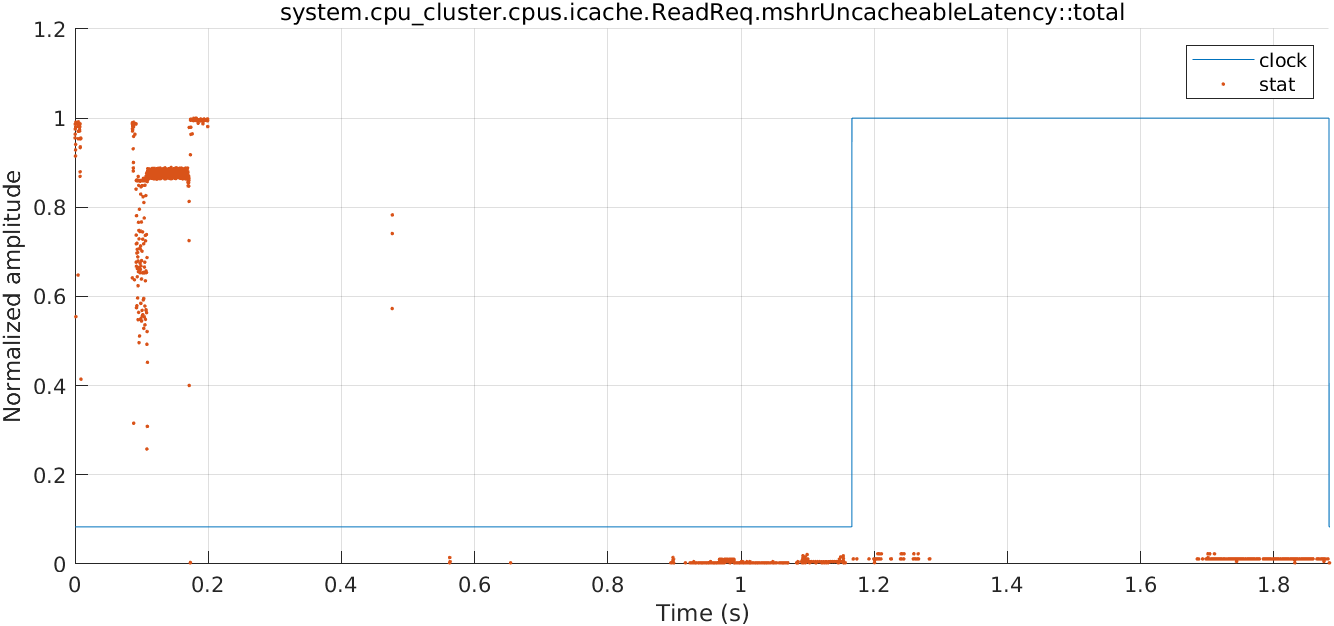 system.cpu_cluster.cpus.icache.ReadReq.mshrUncacheableLatency::total
1.2
1
0.8
0.6
0.4
0.2
0
Normalized amplitude
clock
stat
0 0.2 0.4 0.6 0.8 1 1.2 1.4 1.6 1.8
Time (s)